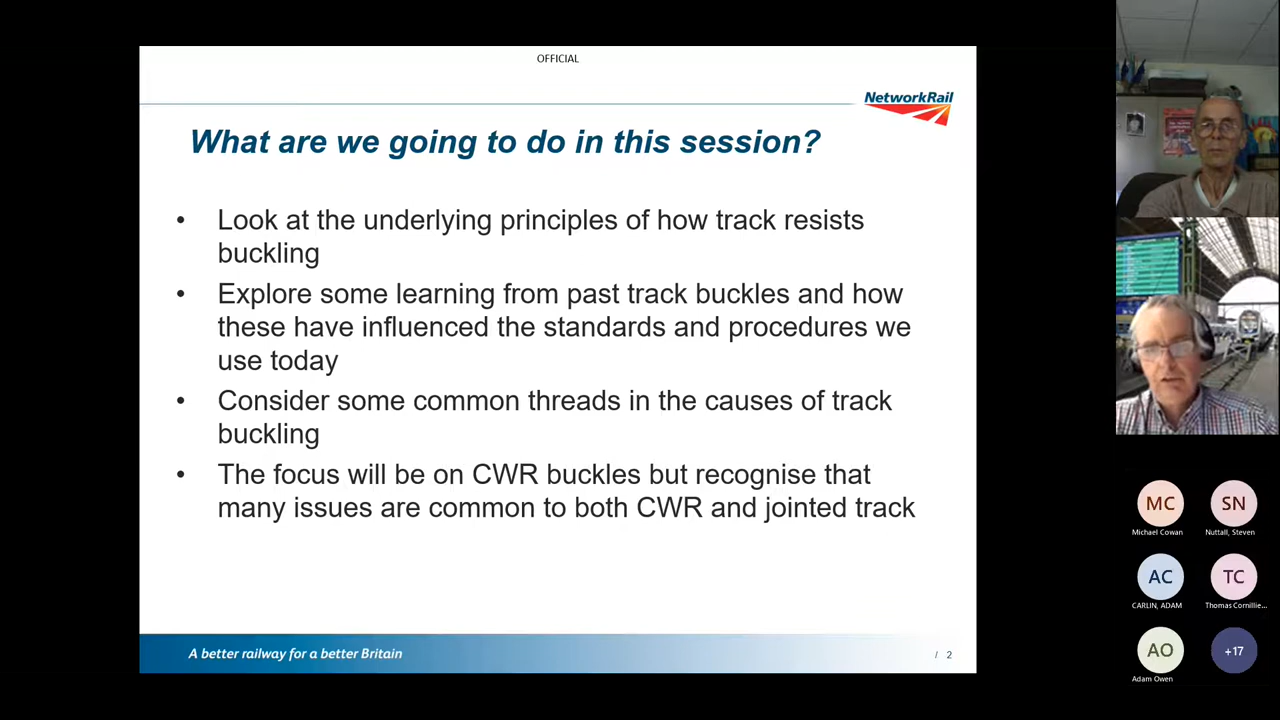 OFFICIAL
NetworkRail
What are we going to do in this session?
• Look at the underlying principles of how track resists
buckling
• Explore some learning from past track buckles and how
these have influenced the standards and procedures we
use today
• Consider some common threads in the causes of track
buckling
• The focus will be on CWR buckles but recognise that
many issues are common to both CWR and jointed track
A better railway for a better Britain
/ 2
MC
SN
Michael Cowan
Nuttall, Steven
AC
TC
CARLIN, ADAM
Thomas Cornillie...
AO
+17
Adam Owen